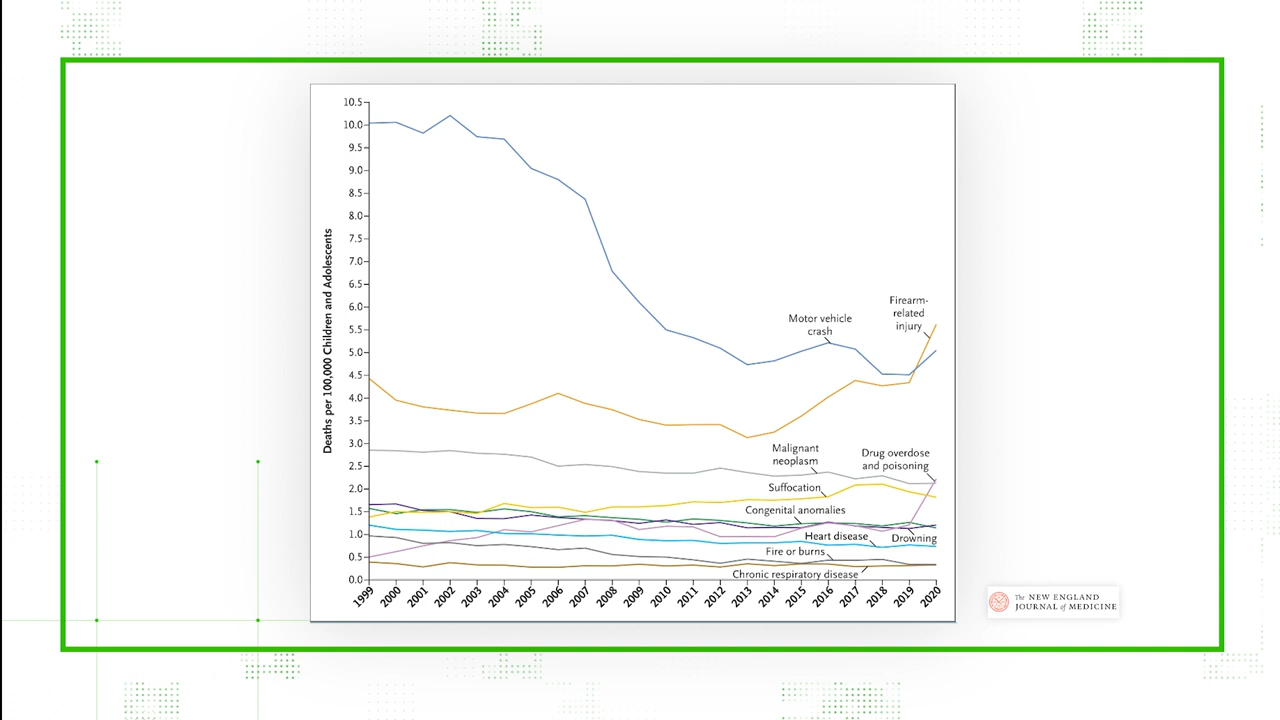 10.5
10.0
9.5
9.0
8.5
8.0
7.5
7.0
6.5
6.0
5.5
5.0
4.5
4.0
3.5
3.0
2.5
2.0
1.5
1.0
0.5
0.0
Deaths per 100,000 Children and Adolescents
Firearm-
related
injury
Motor vehicle
crash
Malignant
neoplasm
Drug overdose
and poisoning
Suffocation
Congenital anomalies
Heart disease
Drowning
Fire or burns
Chronic respiratory disease
1999
2000
2001
2002
2003
2004
2005
2006
2007
2008
2009
2010
2011
2012
2013
2014
2015
2016
2017
2018
2019
2020
The NEW ENGLAND
JOURNAL of MEDICINE